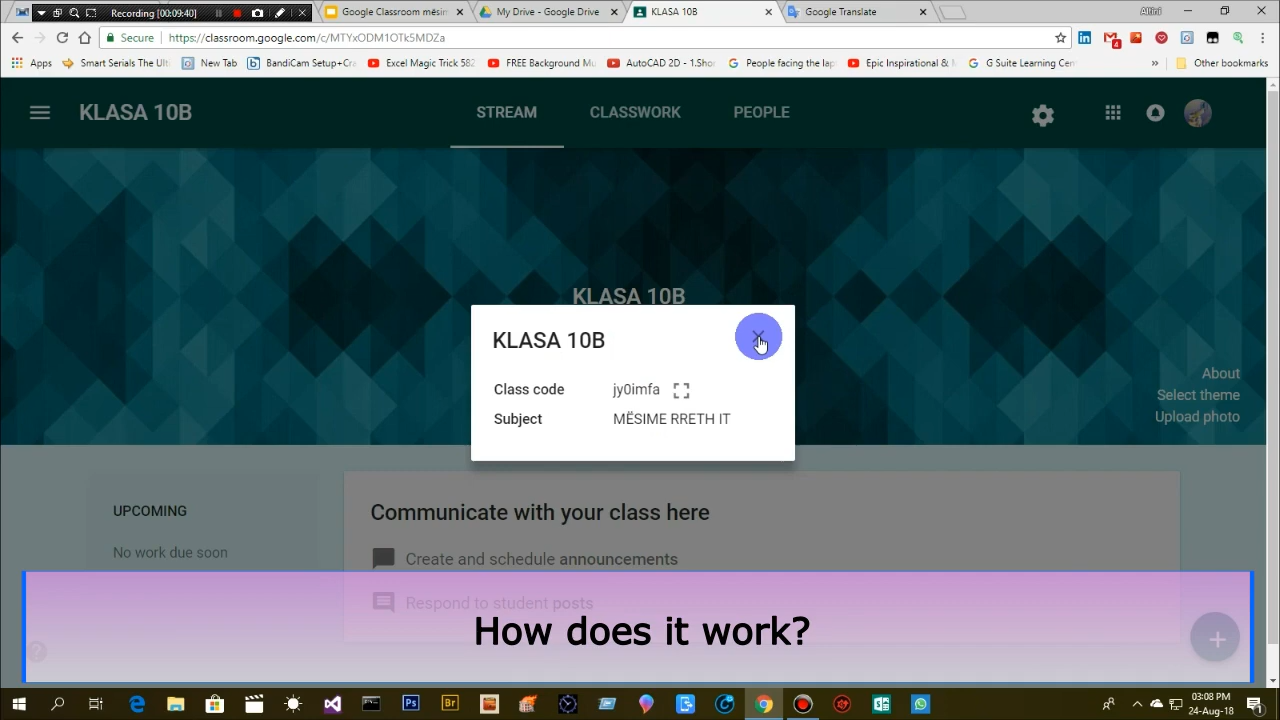 Recording [00:09:40]
Google Classroom mësim
My Drive - Google Drive
KLASA 10B
Google Translate
Altini
Secure
https://classroom.google.com/c/MTYxODM1OTk5MDZa
4
Apps
Smart Serials The Ult
New Tab
BandiCam Setup+Cra
Excel Magic Trick 582
FREE Background Mu
AutoCAD 2D - 1.Shor
People facing the lap
Epic Inspirational &
G Suite Learning Cen
»
Other bookmarks
KLASA 10B
STREAM
CLASSWORK
PEOPLE
KLASA 10B
KLASA 10B
Class code
jy0imfa
Subject
MËSIME RRETH IT
About
Select theme
Upload photo
UPCOMING
No work due soon
Communicate with your class here
Create and schedule announcements
Respond to student posts
How does it work?
03:08 PM
24-Aug-18